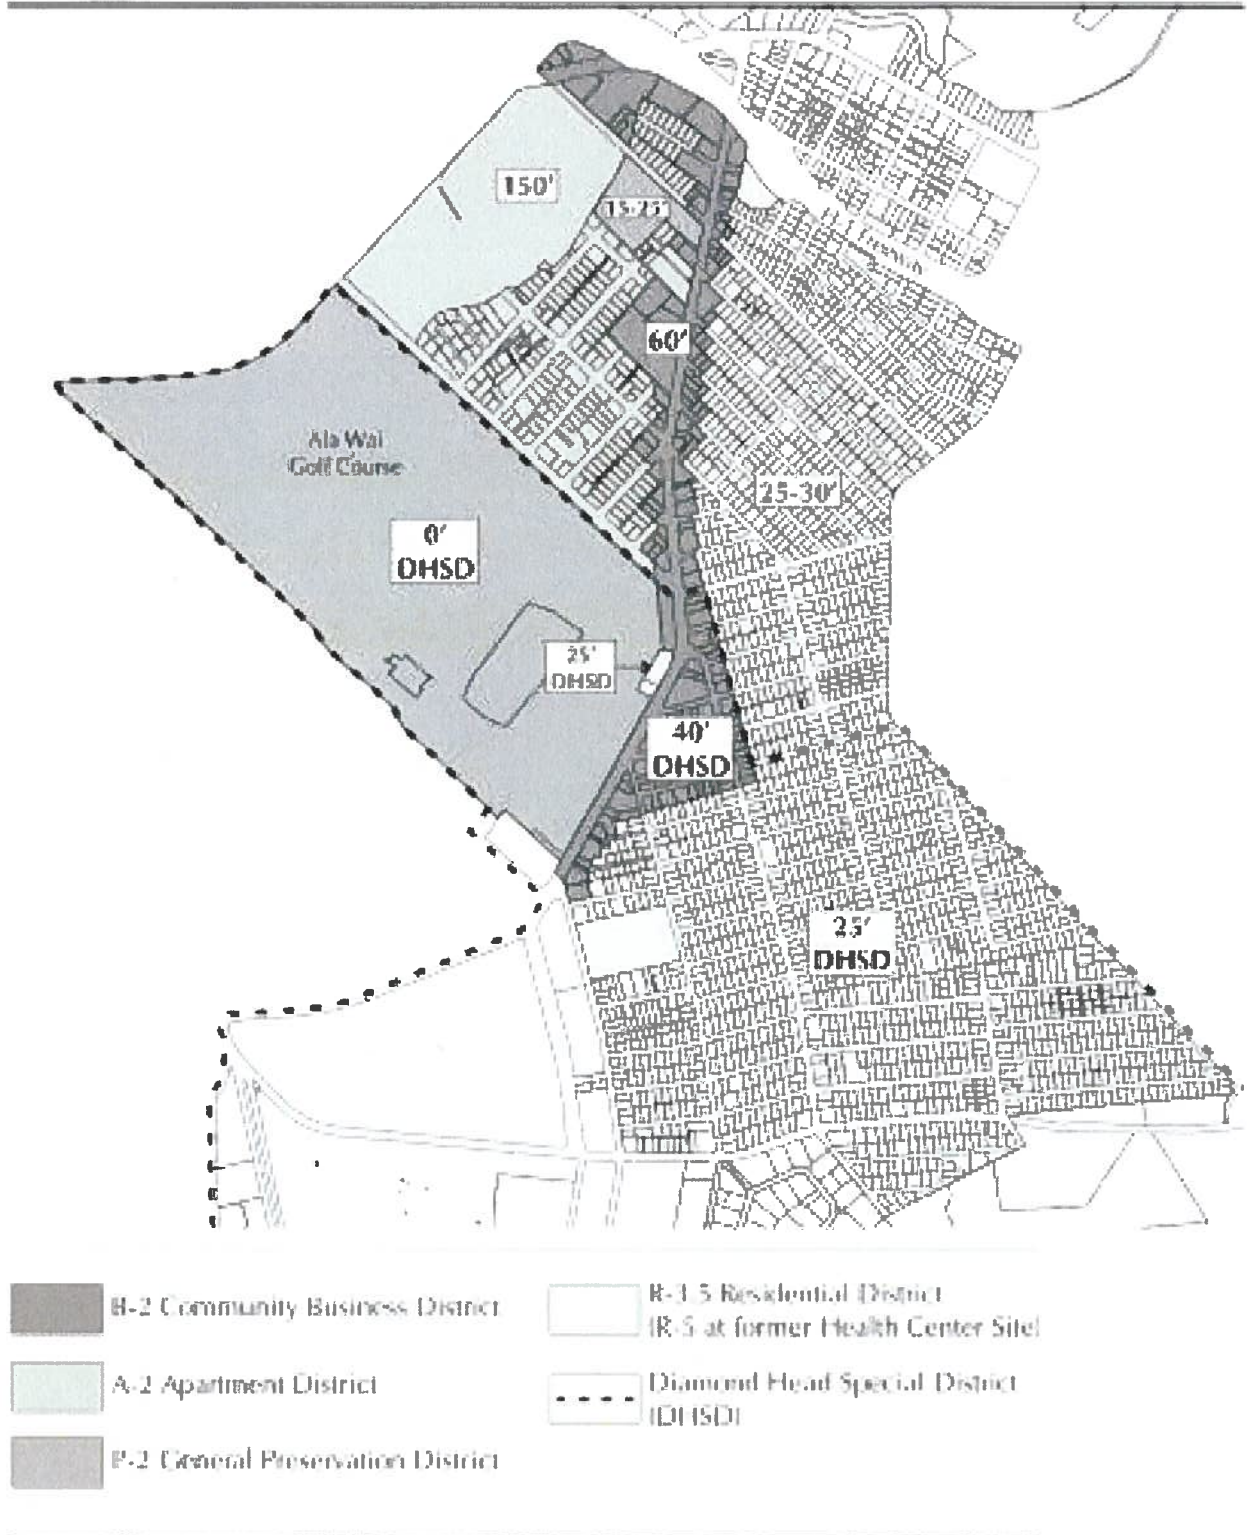 150'
15-25'
60'
Ala Wai
Golf Course
25-30'
0'
DHSD
25'
DHSD
40'
DHSD
25'
DHSD
B-2 Community Business District
R-3.5 Residential District
(R-5 at former Health Center Site)
A-2 Apartment District
Diamond Head Special District
(DHSD)
P-2 General Preservation District